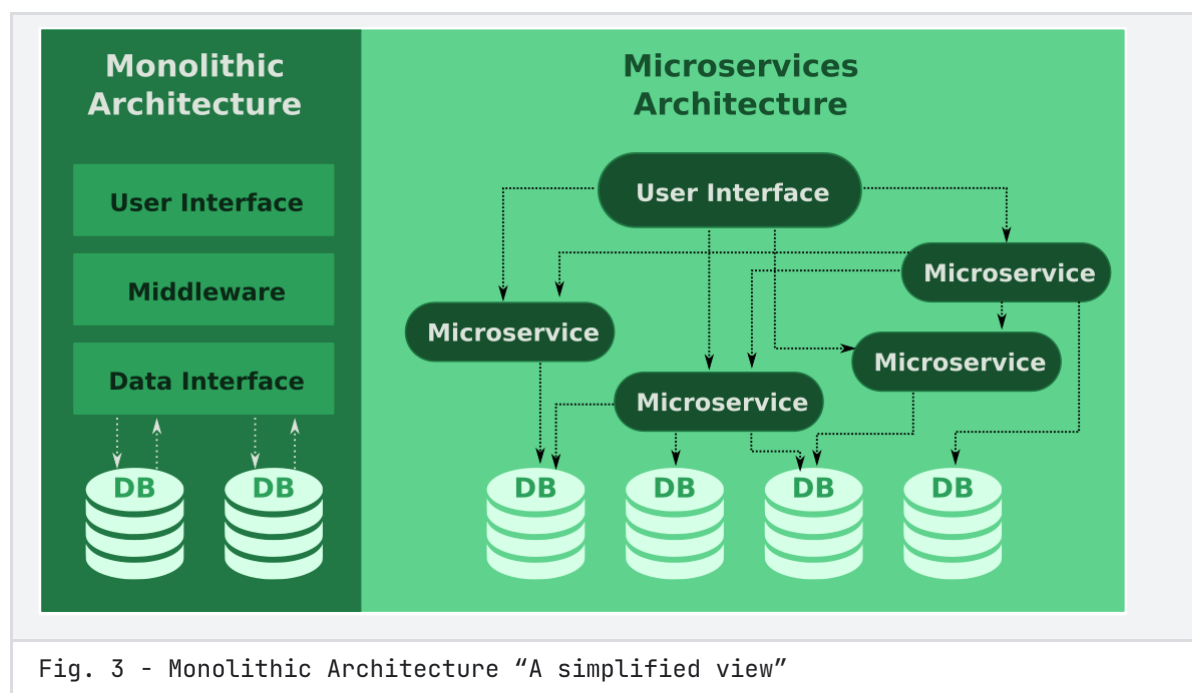 Monolithic
Architecture
User Interface
Middleware
Data Interface
DB
DB
Microservices
Architecture
User Interface
Microservice
Microservice
Microservice
Microservice
DB
DB
DB
DB
Fig. 3 - Monolithic Architecture “A simplified view”